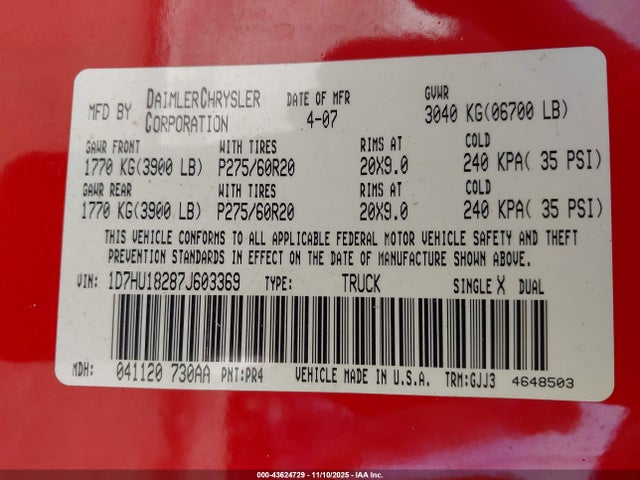 MFD BY DAIMLERCHRYSLER CORPORATION DATE OF MFR 4-07 GVWR 3040 KG(06700 LB)
GAWR FRONT WITH TIRES RIMS AT COLD
1770 KG(3900 LB) P275/60R20 20X9.0 240 KPA( 35 PSI)
GAWR REAR WITH TIRES RIMS AT COLD
1770 KG(3900 LB) P275/60R20 20X9.0 240 KPA( 35 PSI)
THIS VEHICLE CONFORMS TO ALL APPLICABLE FEDERAL MOTOR VEHICLE SAFETY AND THEFT
PREVENTION STANDARDS IN EFFECT ON THE DATE OF MANUFACTURE SHOWN ABOVE.
VIN: 1D7HU18287J603369 TYPE: TRUCK SINGLE X DUAL
MDH: 041120 730AA PNT:PR4 VEHICLE MADE IN U.S.A. TRM:GJJ3 4648503
000-43624729 - 11/10/2025 - IAA Inc.